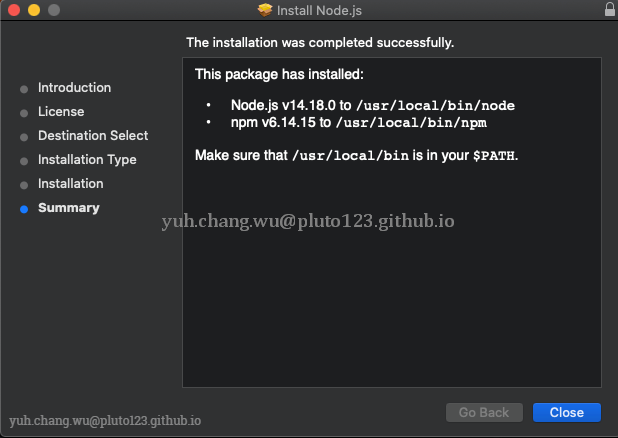 Install Node.js
The installation was completed successfully.
Introduction
License
Destination Select
Installation Type
Installation
Summary
This package has installed:
• Node.js v14.18.0 to /usr/local/bin/node
• npm v6.14.15 to /usr/local/bin/npm
Make sure that /usr/local/bin is in your $PATH.
yuh.chang.wu@pluto123.github.io
Go Back
Close
yuh.chang.wu@pluto123.github.io